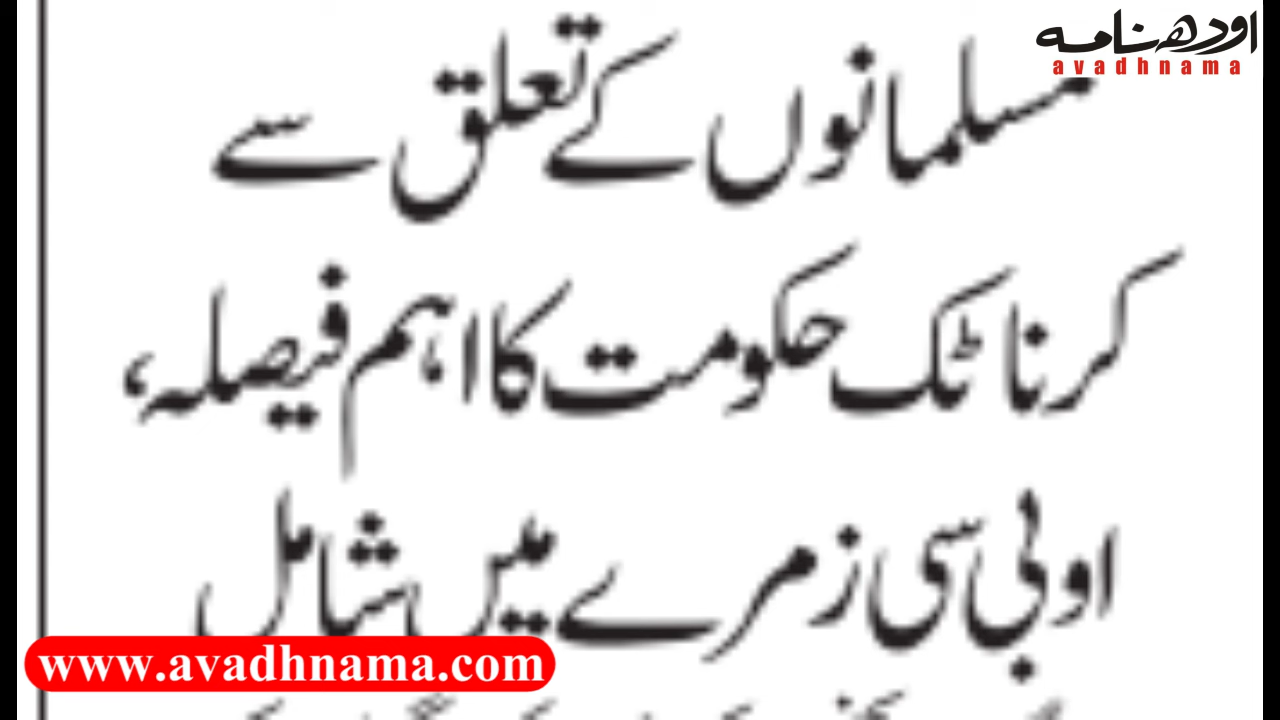 اودھ نامہ
avadhnama
مسلمانوں کے تعلق سے
کرناٹک حکومت کا اہم فیصلہ،
او بی سی زمرے میں شامل
www.avadhnama.com